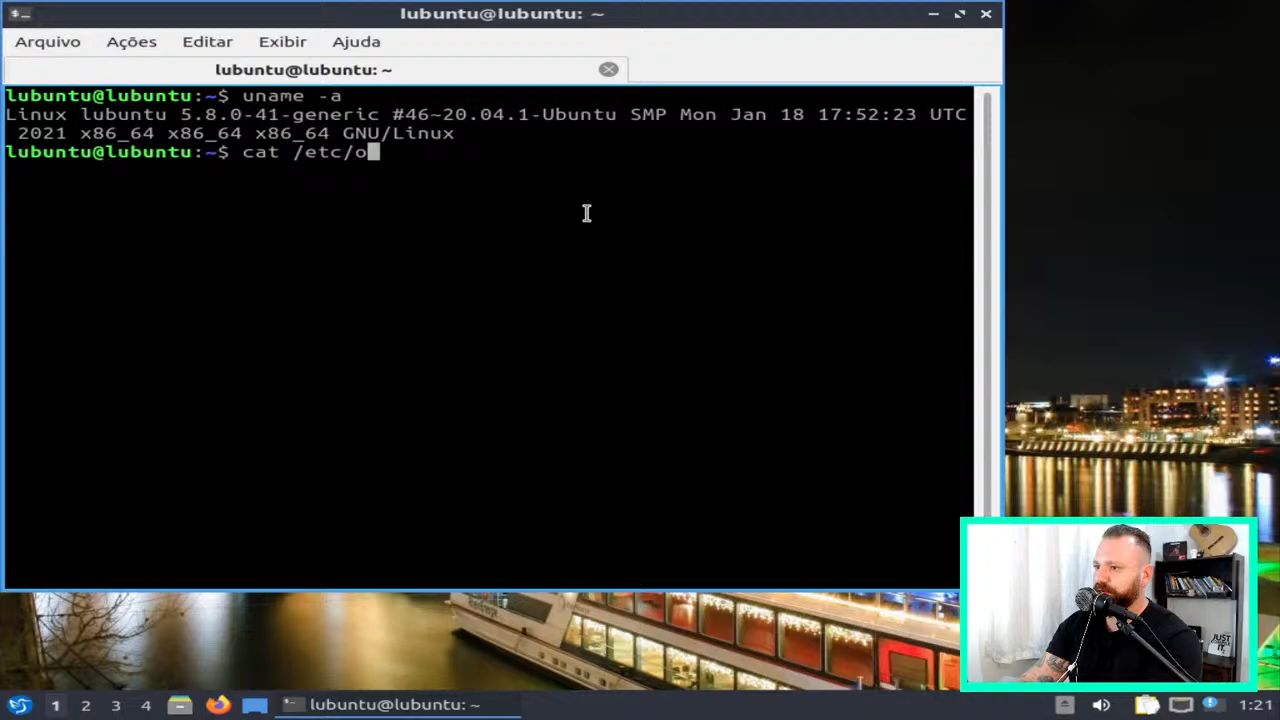 lubuntu@lubuntu: ~
Arquivo Ações Editar Exibir Ajuda
lubuntu@lubuntu: ~
lubuntu@lubuntu:~$ uname -a
Linux lubuntu 5.8.0-41-generic #46~20.04.1-Ubuntu SMP Mon Jan 18 17:52:23 UTC
2021 x86_64 x86_64 x86_64 GNU/Linux
lubuntu@lubuntu:~$ cat /etc/o
JUST
IT.
1 2 3 4 lubuntu@lubuntu: ~ 1:21